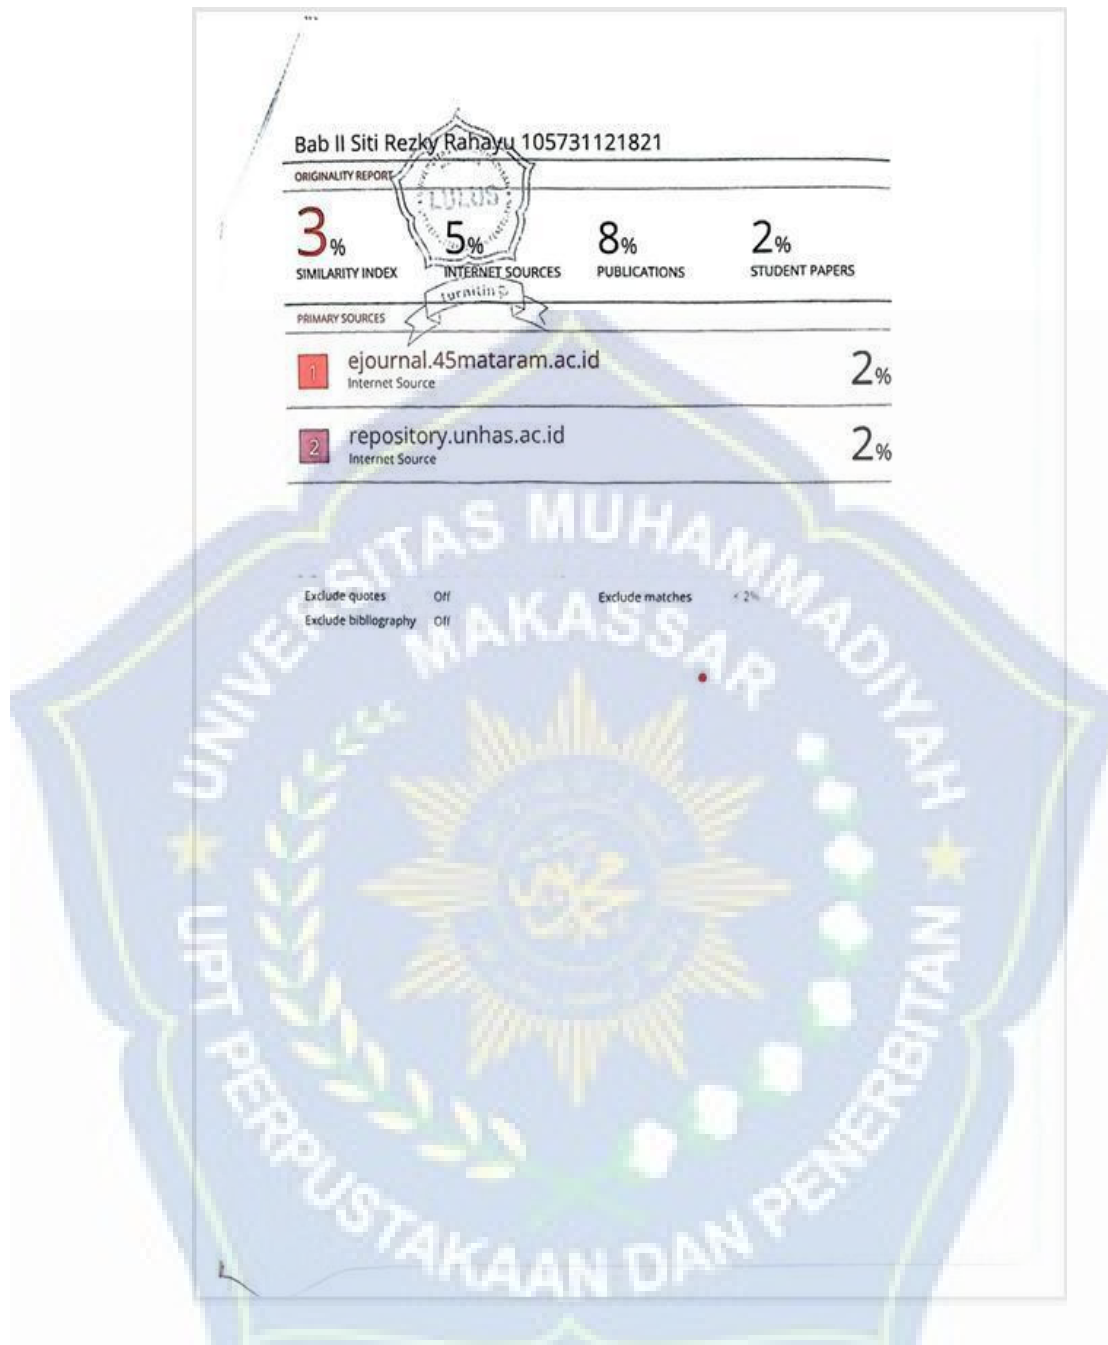 Bab II Siti Rezky Rahayu 105731121821
ORIGINALITY REPORT
LULUS
3%
SIMILARITY INDEX
5%
INTERNET SOURCES
8%
PUBLICATIONS
2%
STUDENT PAPERS
turnitin
PRIMARY SOURCES
1
ejournal.45mataram.ac.id
Internet Source
2%
2
repository.unhas.ac.id
Internet Source
2%
Exclude quotes Off
Exclude matches < 2%
Exclude bibliography Off
UNIVERSITAS MUHAMMADIYAH
MAKASSAR
UPT PERPUSTAKAAN DAN PENERBITAN